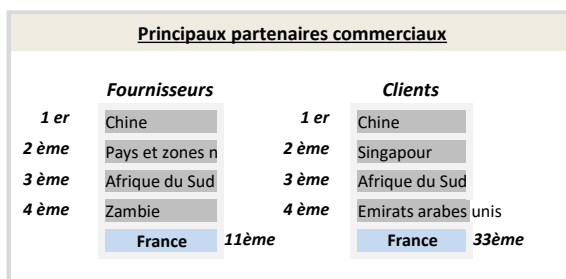 Principaux partenaires commerciaux
Fournisseurs Clients
1 er Chine 1 er Chine
2 ème Pays et zones n 2 ème Singapour
3 ème Afrique du Sud 3 ème Afrique du Sud
4 ème Zambie 4 ème Emirats arabes unis
France 11ème France 33ème